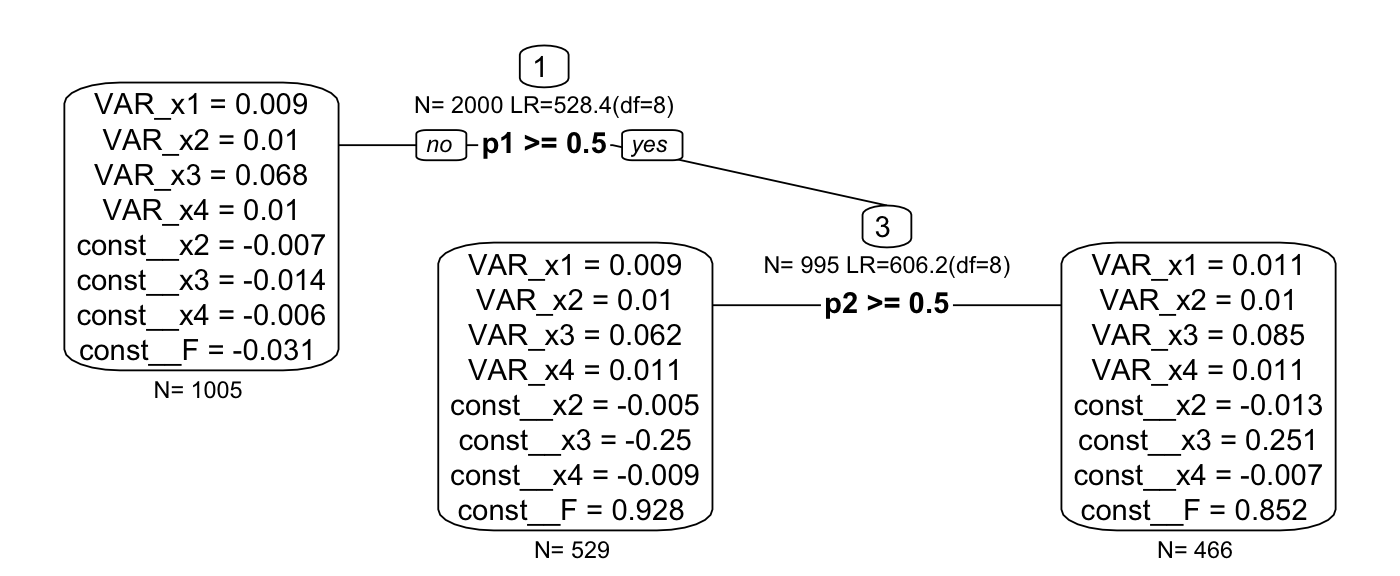 1
N= 2000 LR=528.4(df=8)
no p1 >= 0.5 yes
VAR_x1 = 0.009
VAR_x2 = 0.01
VAR_x3 = 0.068
VAR_x4 = 0.01
const__x2 = -0.007
const__x3 = -0.014
const__x4 = -0.006
const__F = -0.031
N= 1005
3
N= 995 LR=606.2(df=8)
p2 >= 0.5
VAR_x1 = 0.009
VAR_x2 = 0.01
VAR_x3 = 0.062
VAR_x4 = 0.011
const__x2 = -0.005
const__x3 = -0.25
const__x4 = -0.009
const__F = 0.928
N= 529
VAR_x1 = 0.011
VAR_x2 = 0.01
VAR_x3 = 0.085
VAR_x4 = 0.011
const__x2 = -0.013
const__x3 = 0.251
const__x4 = -0.007
const__F = 0.852
N= 466